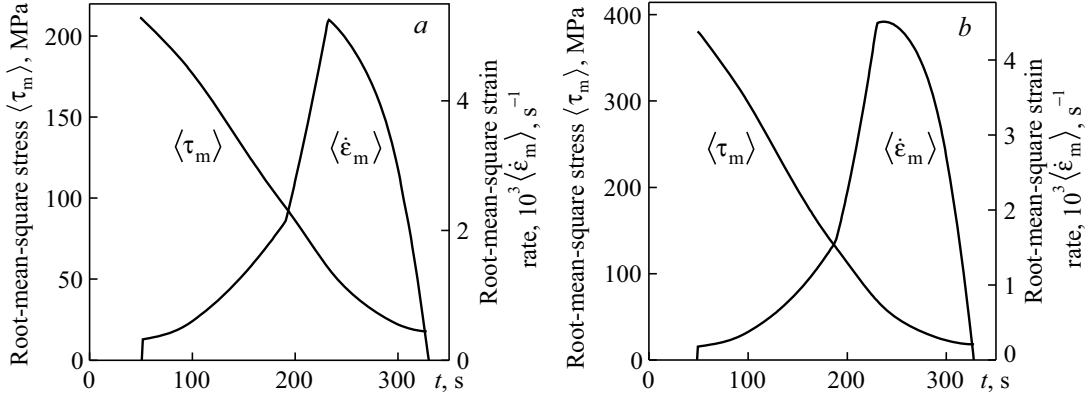 Root-mean-square stress ⟨τm⟩, MPa
200
150
100
50
0
a
⟨τm⟩
⟨ε̇m⟩
4
2
0
Root-mean-square strain
rate, 10³⟨ε̇m⟩, s⁻¹
0
100
200
300
t, s
Root-mean-square stress ⟨τm⟩, MPa
400
300
400
200
100
0
b
⟨τm⟩
⟨ε̇m⟩
4
3
2
1
0
Root-mean-square strain
rate, 10³⟨ε̇m⟩, s⁻¹
0
100
200
300
t, s